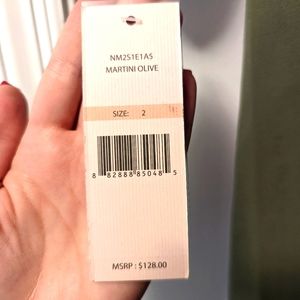 NM2S1E1A5
MARTINI OLIVE
SIZE: 2
8 82888 85048 5
MSRP : $128.00